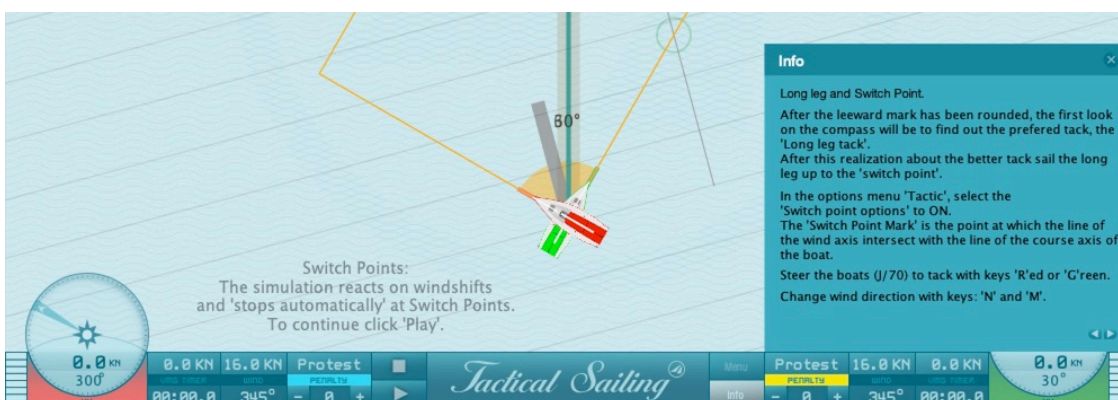 60°
Info
Long leg and Switch Point.
After the leeward mark has been rounded, the first look
on the compass will be to find out the prefered tack, the
'Long leg tack'.
After this realization about the better tack sail the long
leg up to the 'switch point'.
In the options menu 'Tactic', select the
'Switch point options' to ON.
The 'Switch Point Mark' is the point at which the line of
the wind axis intersect with the line of the course axis of
the boat.
Steer the boats (J/70) to tack with keys 'R'ed or 'G'reen.
Change wind direction with keys: 'N' and 'M'.
Switch Points:
The simulation reacts on windshifts
and 'stops automatically' at Switch Points.
To continue click 'Play'.
0.0 KN
300°
0.0 KN 16.0 KN Protest
VMG TIMER WIND PENALTY
00:00.0 345° - 0 +
Tactical Sailing
Menu
Info
Protest 16.0 KN 0.0 KN
PENALTY WIND VMG TIMER
- 0 + 345° 00:00.0
0.0 KN
30°